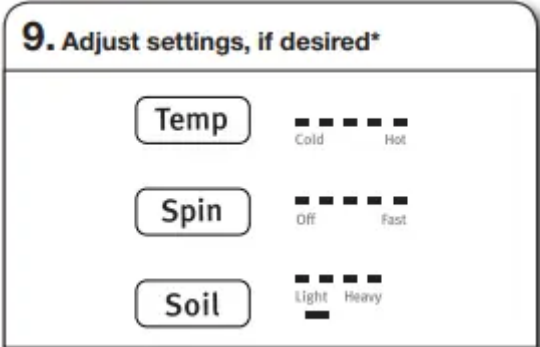 9. Adjust settings, if desired*
Temp
Cold Hot
Spin
Off Fast
Soil
Light Heavy